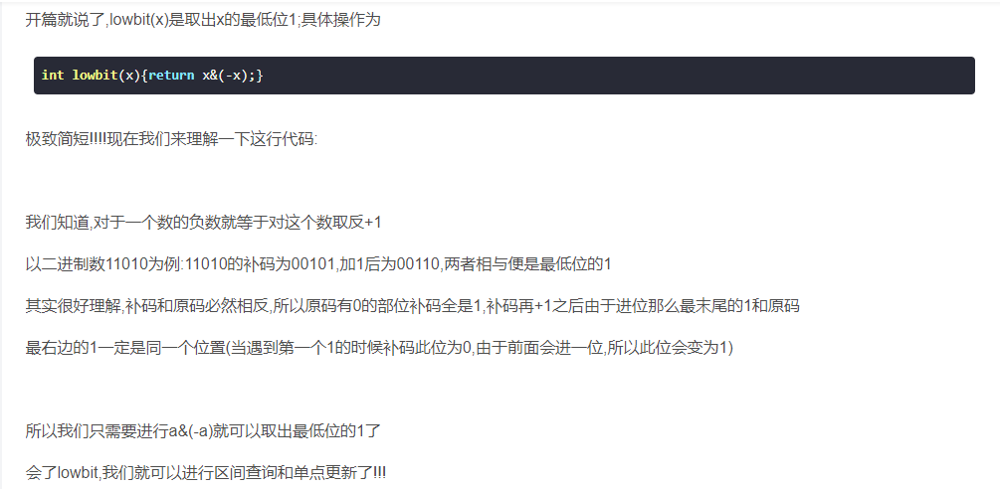 开篇就说了,lowbit(x)是取出x的最低位1;具体操作为
int lowbit(x){return x&(-x);}
极致简短!!!!现在我们来理解一下这行代码:
我们知道,对于一个数的负数就等于对这个数取反+1
以二进制数11010为例:11010的补码为00101,加1后为00110,两者相与便是最低位的1
其实很好理解,补码和原码必然相反,所以原码有0的部位补码全是1,补码再+1之后由于进位那么最末尾的1和原码
最右边的1一定是同一个位置(当遇到第一个1的时候补码此位为0,由于前面会进一位,所以此位会变为1)
所以我们只需要进行a&(-a)就可以取出最低位的1了
会了lowbit,我们就可以进行区间查询和单点更新了!!!